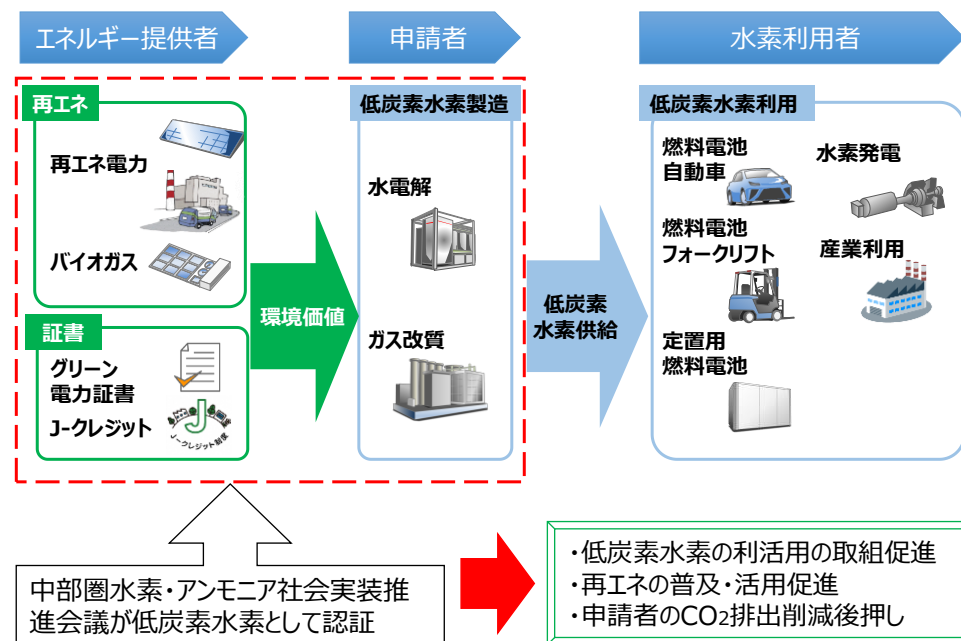 エネルギー提供者
申請者
水素利用者
再エネ
再エネ電力
バイオガス
証書
グリーン
電力証書
J-クレジット
J-クレジット制度
環境価値
低炭素水素製造
水電解
ガス改質
低炭素
水素供給
低炭素水素利用
燃料電池
自動車
燃料電池
フォークリフト
定置用
燃料電池
水素発電
産業利用
中部圏水素・アンモニア社会実装推
進会議が低炭素水素として認証
・低炭素水素の利活用の取組促進
・再エネの普及・活用促進
・申請者のCO2排出削減後押し